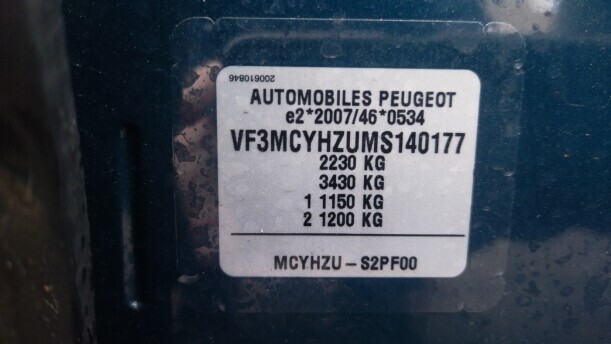 200610846
AUTOMOBILES PEUGEOT
e2*2007/46*0534
VF3MCYHZUMS140177
2230 KG
3430 KG
1 1150 KG
2 1200 KG
MCYHZU - S2PF00